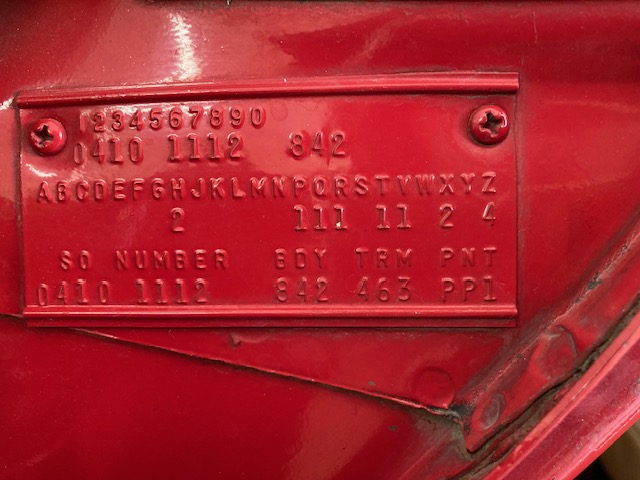 1234567890
0410 1112 842
ABCDEFGHJKLMNPQRSTVWXYZ
2 111 11 2 4
SO NUMBER BDY TRM PNT
0410 1112 842 463 PP1